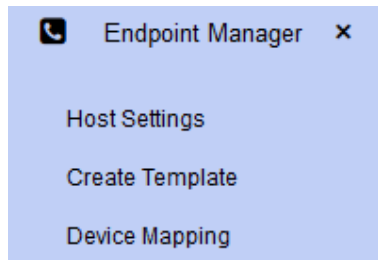 Endpoint Manager ×
Host Settings
Create Template
Device Mapping